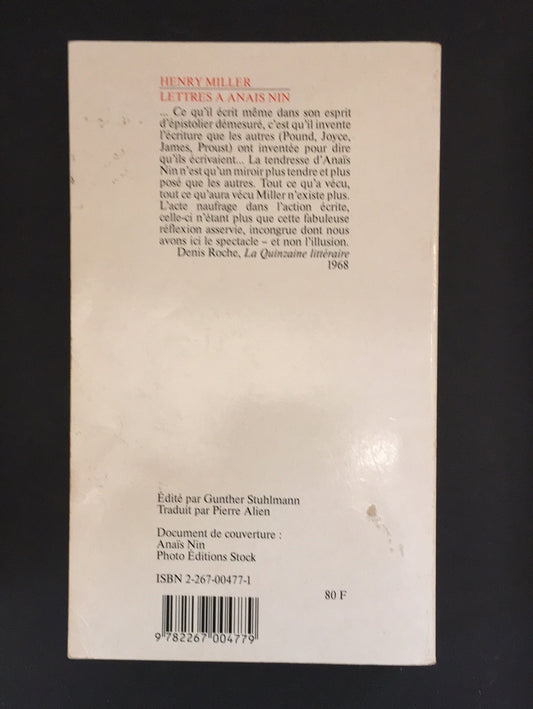 HENRY MILLER
LETTRES A ANAIS NIN
... Ce qu'il écrit même dans son esprit
d'épistolier démesuré, c'est qu'il invente
l'écriture que les autres (Pound, Joyce,
James, Proust) ont inventée pour dire
qu'ils écrivaient... La tendresse d'Anaïs
Nin n'est qu'un miroir plus tendre et plus
posé que les autres. Tout ce qu'a vécu,
tout ce qu'aura vécu Miller n'existe plus.
L'acte naufrage dans l'action écrite,
celle-ci n'étant plus que cette fabuleuse
réflexion asservie, incongrue dont nous
avons ici le spectacle – et non l'illusion.
Denis Roche, La Quinzaine littéraire
1968
Édité par Gunther Stuhlmann
Traduit par Pierre Alien
Document de couverture :
Anaïs Nin
Photo Éditions Stock
ISBN 2-267-00477-1
80 F
9 782267 004779